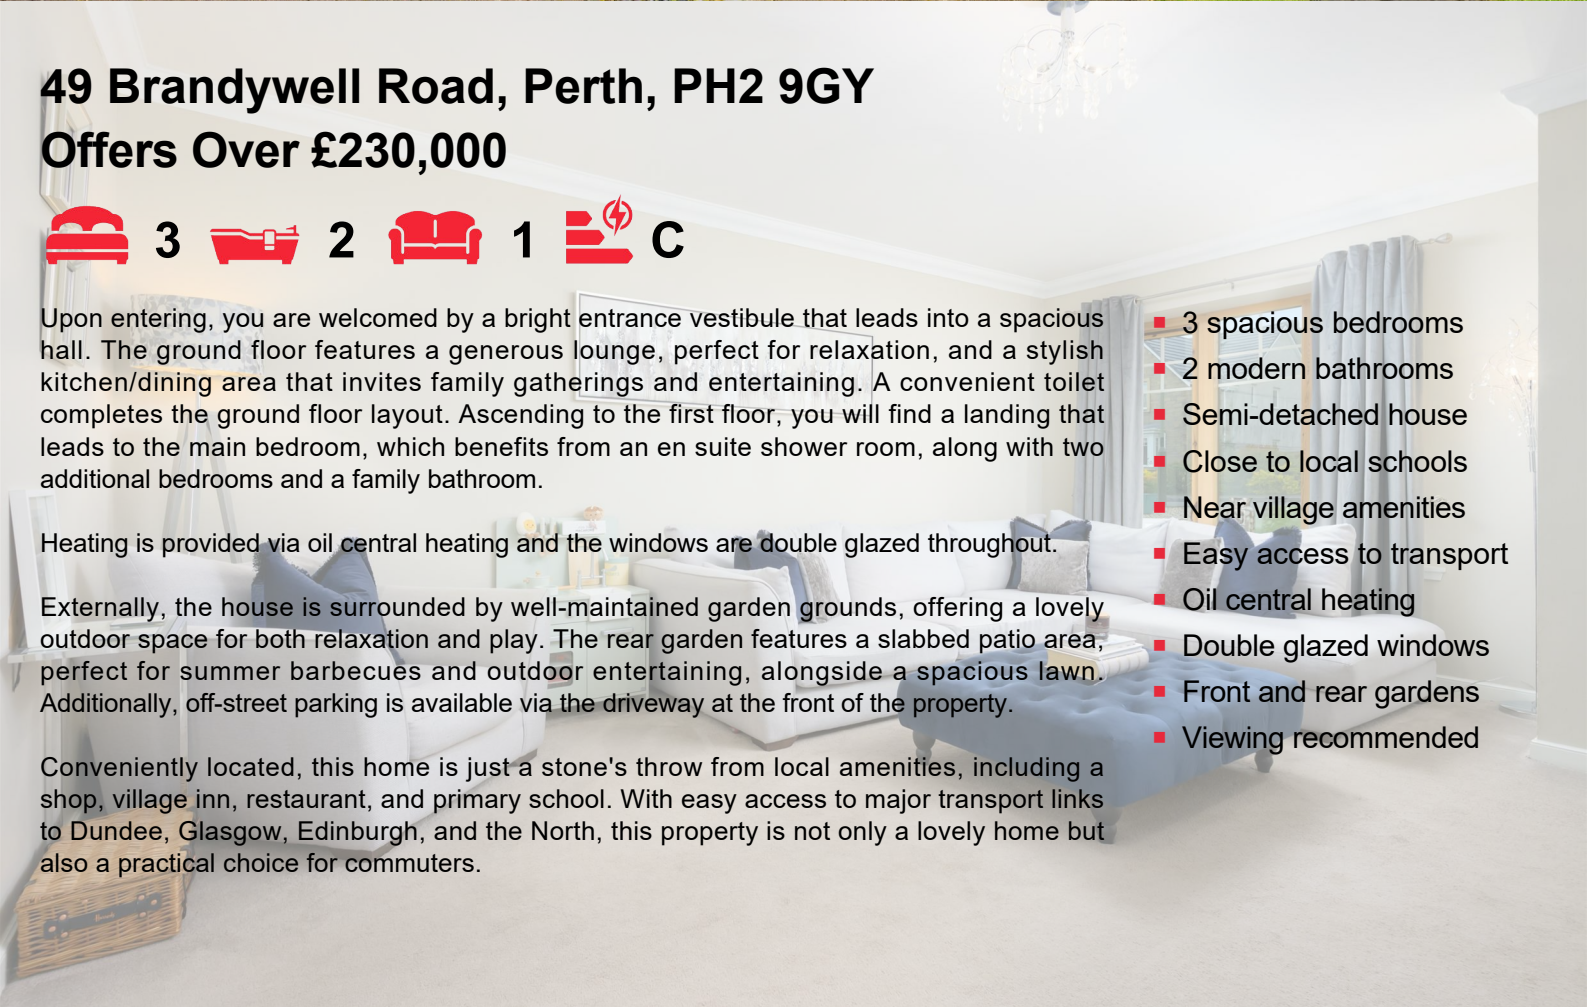 49 Brandywell Road, Perth, PH2 9GY
Offers Over £230,000
3 2 1 C
Upon entering, you are welcomed by a bright entrance vestibule that leads into a spacious
hall. The ground floor features a generous lounge, perfect for relaxation, and a stylish
kitchen/dining area that invites family gatherings and entertaining. A convenient toilet
completes the ground floor layout. Ascending to the first floor, you will find a landing that
leads to the main bedroom, which benefits from an en suite shower room, along with two
additional bedrooms and a family bathroom.
Heating is provided via oil central heating and the windows are double glazed throughout.
Externally, the house is surrounded by well-maintained garden grounds, offering a lovely
outdoor space for both relaxation and play. The rear garden features a slabbed patio area,
perfect for summer barbecues and outdoor entertaining, alongside a spacious lawn.
Additionally, off-street parking is available via the driveway at the front of the property.
Conveniently located, this home is just a stone's throw from local amenities, including a
shop, village inn, restaurant, and primary school. With easy access to major transport links
to Dundee, Glasgow, Edinburgh, and the North, this property is not only a lovely home but
also a practical choice for commuters.
3 spacious bedrooms
2 modern bathrooms
Semi-detached house
Close to local schools
Near village amenities
Easy access to transport
Oil central heating
Double glazed windows
Front and rear gardens
Viewing recommended